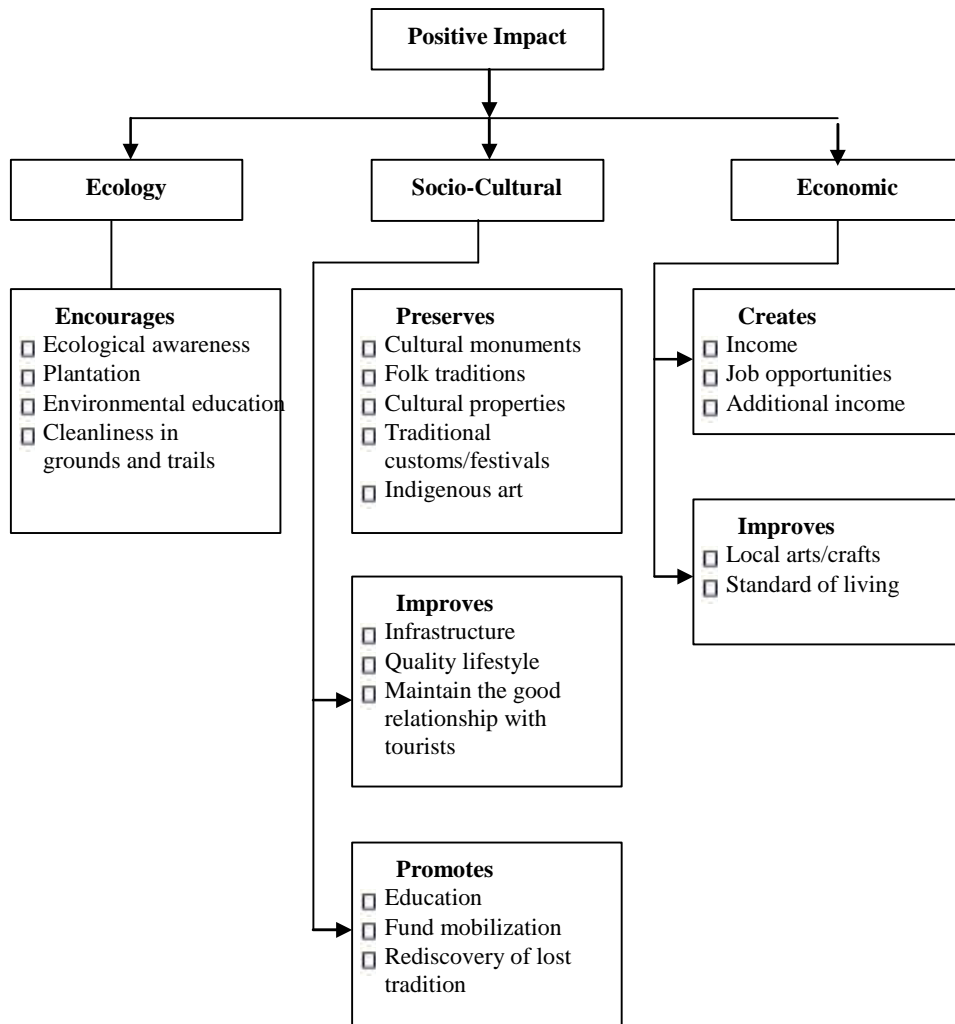 Positive Impact
Ecology
Socio-Cultural
Economic
Encourages
Ecological awareness
Plantation
Environmental education
Cleanliness in
grounds and trails
Preserves
Cultural monuments
Folk traditions
Cultural properties
Traditional
customs/festivals
Indigenous art
Improves
Infrastructure
Quality lifestyle
Maintain the good
relationship with
tourists
Promotes
Education
Fund mobilization
Rediscovery of lost
tradition
Creates
Income
Job opportunities
Additional income
Improves
Local arts/crafts
Standard of living